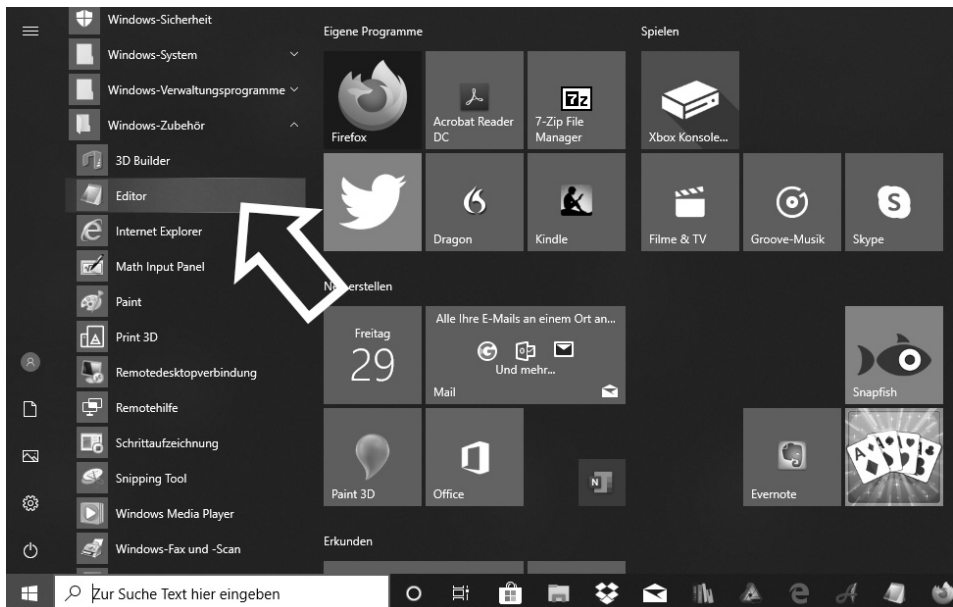 Windows-Sicherheit
Windows-System
Windows-Verwaltungsprogramme
Windows-Zubehör
3D Builder
Editor
Internet Explorer
Math Input Panel
Paint
Print 3D
Remotedesktopverbindung
Remotehilfe
Schrittaufzeichnung
Snipping Tool
Windows Media Player
Windows-Fax und -Scan
Eigene Programme
Firefox
Acrobat Reader
DC
7z
7-Zip File
Manager
Dragon
Kindle
Spielen
Xbox Konsole...
Filme & TV
Groove-Musik
Skype
S
erstellen
Freitag
29
Alle Ihre E-Mails an einem Ort an...
Und mehr...
Mail
Snapfish
Paint 3D
Office
N
Evernote
A
Erkunden
Zur Suche Text hier eingeben